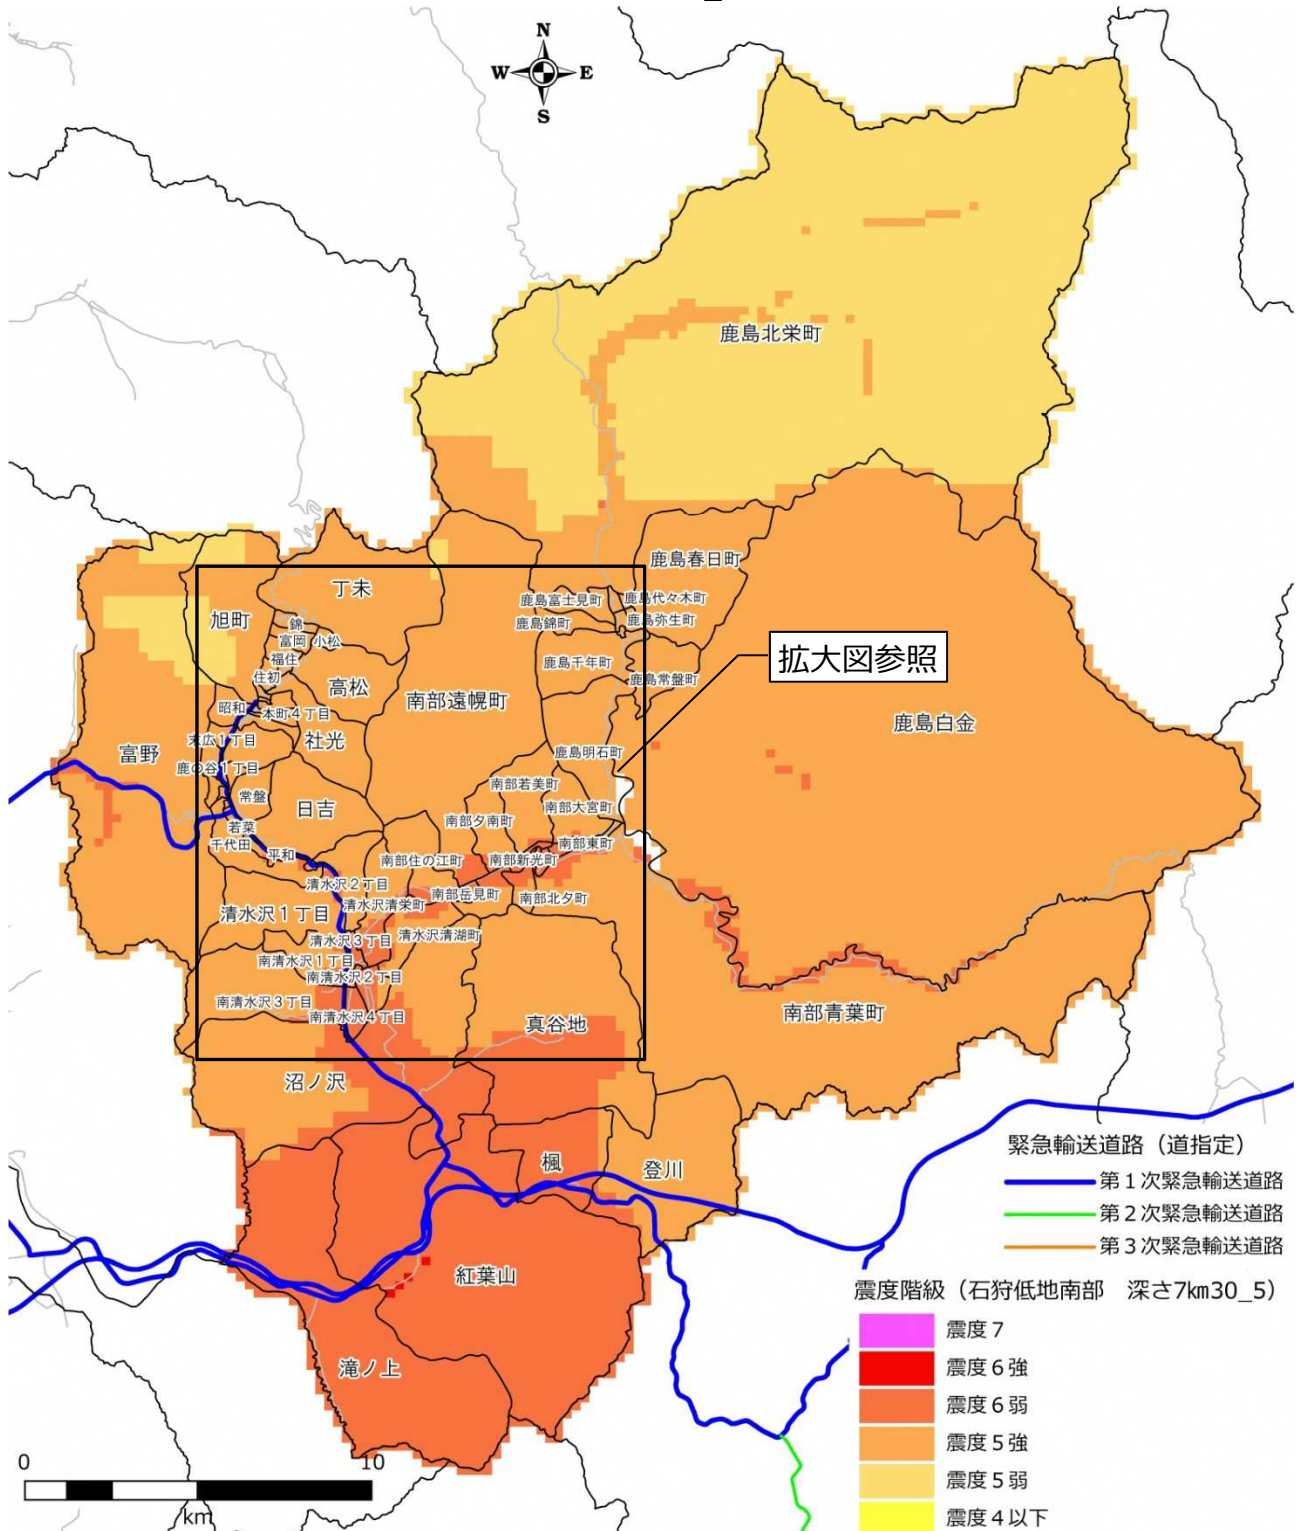 N
W E
S
鹿島北栄町
鹿島春日町
丁未
鹿島富士見町
鹿島代々木町
旭町
錦
鹿島錦町
鹿島弥生町
富岡
小松
福住
鹿島千年町
拡大図参照
住初
高松
鹿島常盤町
昭和
本町4丁目
南部遠幌町
鹿島白金
末広1丁目
社光
富野
鹿島明石町
鹿の谷1丁目
南部若美町
常盤
日吉
南部大宮町
若菜
南部夕南町
千代田
南部東町
平和
南部住の江町
南部新光町
清水沢2丁目
南部岳見町
南部北夕町
清水沢清栄町
清水沢1丁目
清水沢3丁目
清水沢清湖町
南清水沢1丁目
南清水沢2丁目
南清水沢3丁目
南清水沢4丁目
真谷地
南部青葉町
沼ノ沢
楓
登川
紅葉山
滝ノ上
緊急輸送道路(道指定)
第1次緊急輸送道路
第2次緊急輸送道路
第3次緊急輸送道路
震度階級(石狩低地南部 深さ7km30_5)
震度7
震度6強
震度6弱
震度5強
震度5弱
震度4以下
0 10
km